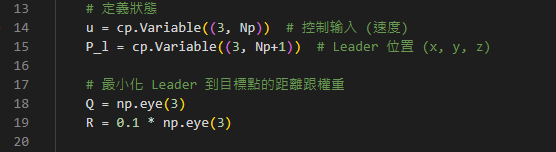 13 # 定義狀態
14 u = cp.Variable((3, Np))  # 控制輸入 (速度)
15 P_l = cp.Variable((3, Np+1))  # Leader 位置 (x, y, z)
16
17 # 最小化 Leader 到目標點的距離跟權重
18 Q = np.eye(3)
19 R = 0.1 * np.eye(3)
20